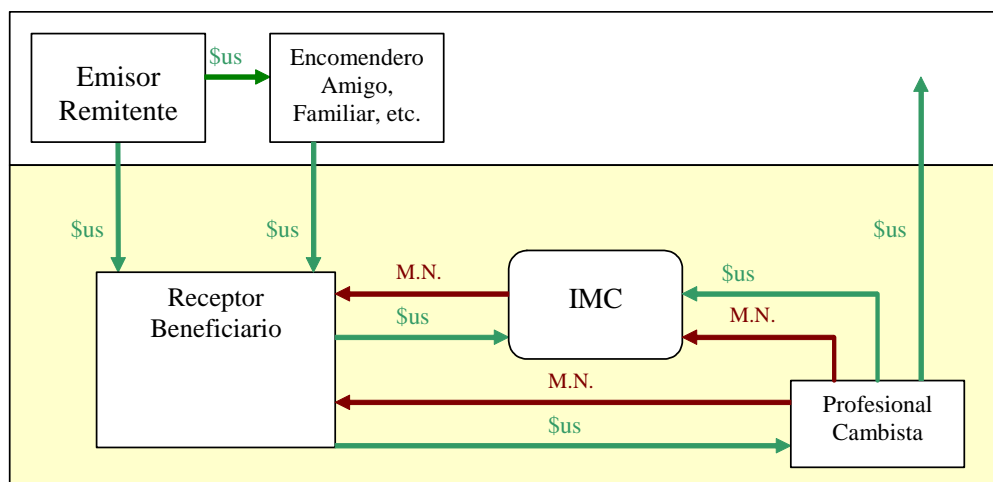 $us
Emisor
Remitente
Encomendero
Amigo,
Familiar, etc.
$us
$us
$us
M.N.
$us
$us
M.N.
IMC
Receptor
Beneficiario
M.N.
$us
Profesional
Cambista